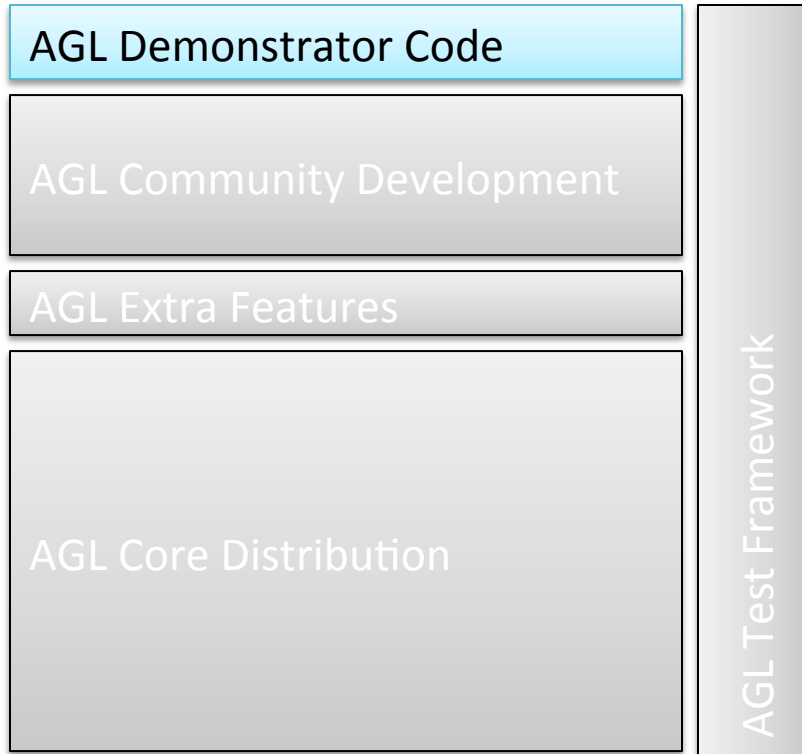 AGL Demonstrator Code
AGL Community Development
AGL Extra Features
AGL Core Distribution
AGL Test Framework